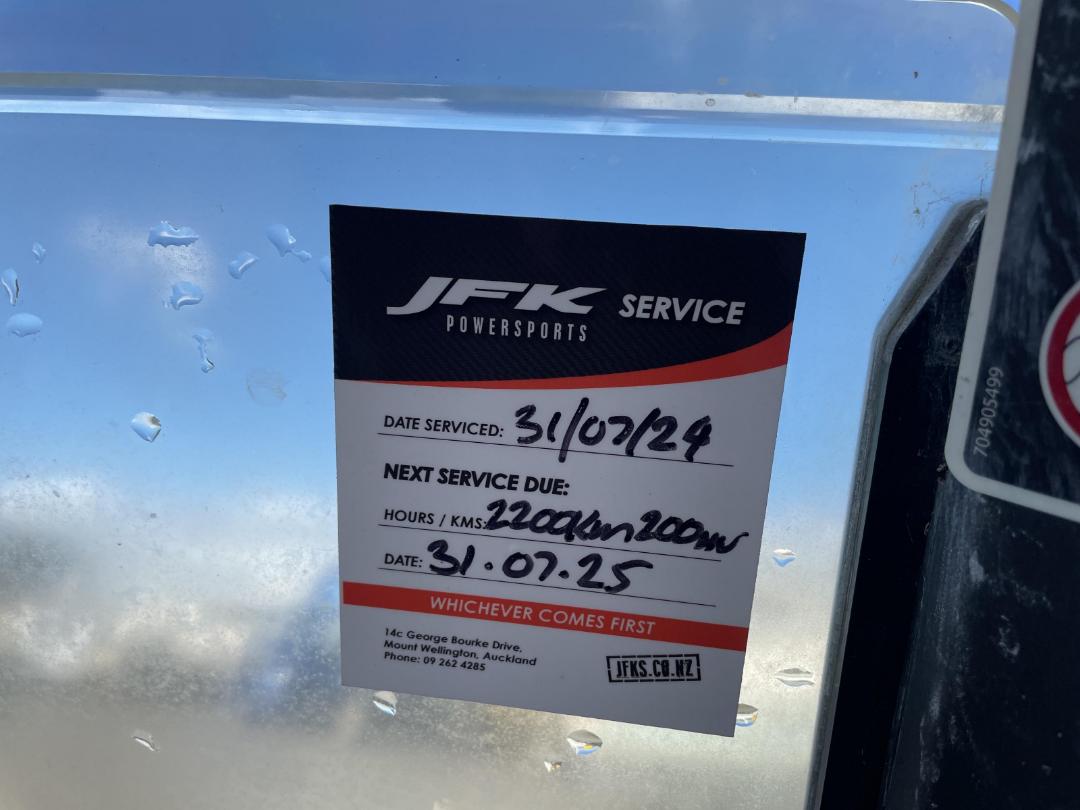 JFK SERVICE
POWERSPORTS
DATE SERVICED: 31/07/24
NEXT SERVICE DUE:
HOURS / KMS: 2200km 200hr
DATE: 31.07.25
WHICHEVER COMES FIRST
14c George Bourke Drive,
Mount Wellington, Auckland
Phone: 09 262 4285
JFKS.CO.NZ
704905499